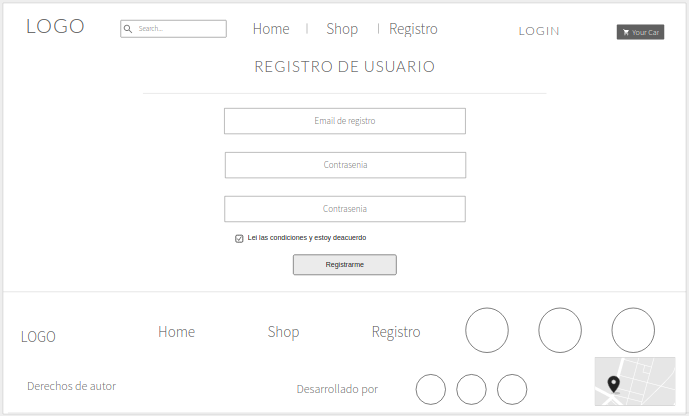 LOGO
Search...
Home | Shop | Registro
LOGIN
Your Car
REGISTRO DE USUARIO
Email de registro
Contrasenia
Contrasenia
Lei las condiciones y estoy deacuerdo
Registrarme
LOGO
Home
Shop
Registro
Derechos de autor
Desarrollado por